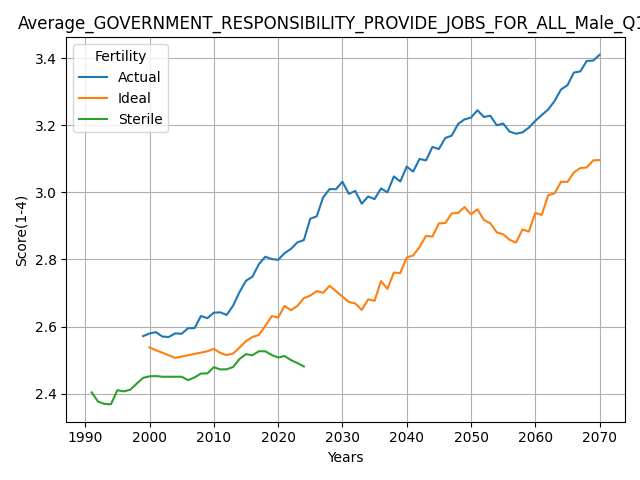 Average_GOVERNMENT_RESPONSIBILITY_PROVIDE_JOBS_FOR_ALL_Male_Q1
Fertility
Actual
Ideal
Sterile
3.4
3.2
3.0
2.8
2.6
2.4
Score(1-4)
1990 2000 2010 2020 2030 2040 2050 2060 2070
Years